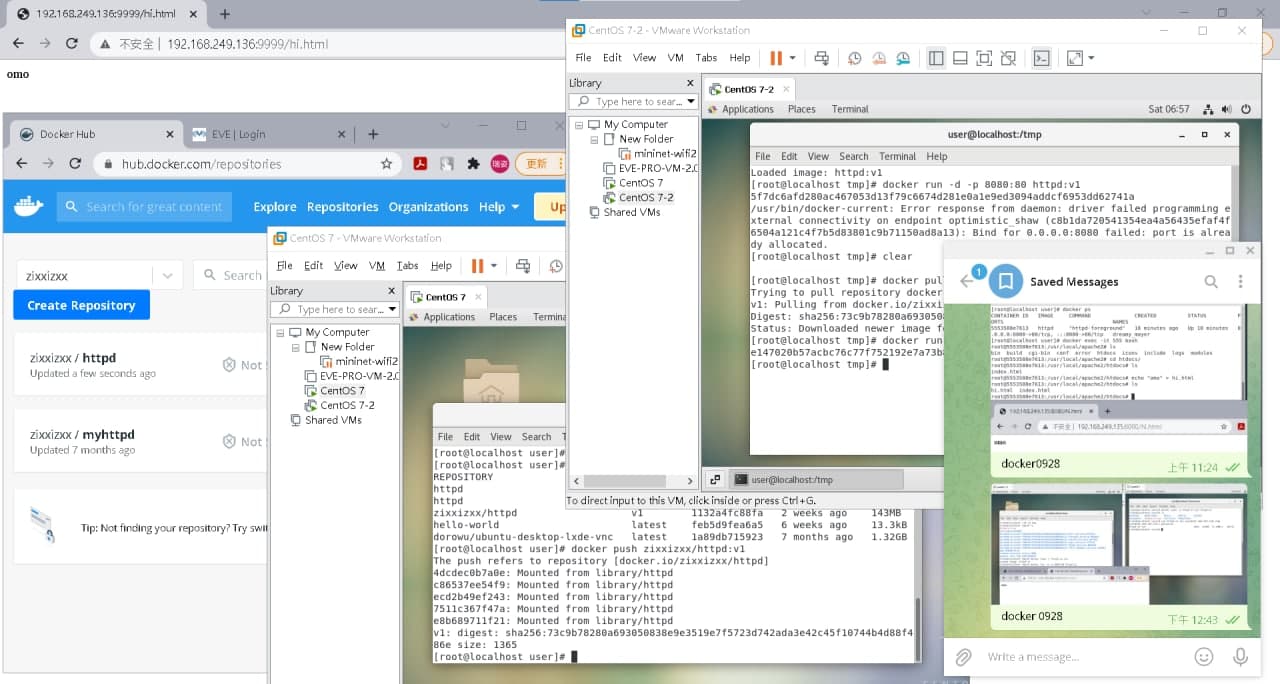 192.168.249.136:9999/hi.html
不安全 | 192.168.249.136:9999/hi.html
omo
Docker Hub
EVE | Login
hub.docker.com/repositories
更新
Search for great content
Explore Repositories Organizations Help
Up
zixxizxx
Search
Create Repository
zixxizxx / httpd
Updated a few seconds ago
Not
zixxizxx / myhttpd
Updated 7 months ago
Not
Tip: Not finding your repository? Try swit
CentOS 7 - VMware Workstation
File Edit View VM Tabs Help
Library
Type here to sear...
My Computer
New Folder
mininet-wifi2
EVE-PRO-VM-2.0
CentOS 7
CentOS 7-2
Shared VMs
CentOS 7
Applications Places Termina
File Edit View Search T
[root@localhost user]#
[root@localhost user]#
REPOSITORY
httpd
httpd
zixxizxx/httpd v1 1132a4fc88fa 2 weeks ago 143MB
hello-world latest feb5d9fea6a5 6 weeks ago 13.3kB
dorowu/ubuntu-desktop-lxde-vnc latest 1a89db715923 7 months ago 1.32GB
[root@localhost user]# docker push zixxizxx/httpd:v1
The push refers to repository [docker.io/zixxizxx/httpd]
4dcdec0b7a0e: Mounted from library/httpd
c86537ee54f9: Mounted from library/httpd
ecd2b49ef243: Mounted from library/httpd
7511c367f47a: Mounted from library/httpd
e8b689711f21: Mounted from library/httpd
v1: digest: sha256:73c9b78280a693050838e9e3519e7f5723d742ada3e42c45f10744b4d88f4
86e size: 1365
[root@localhost user]#
CentOS 7-2 - VMware Workstation
File Edit View VM Tabs Help
Library
Type here to sear...
My Computer
New Folder
mininet-wifi2
EVE-PRO-VM-2.0
CentOS 7
CentOS 7-2
Shared VMs
CentOS 7-2
Applications Places Terminal
Sat 06:57
user@localhost:/tmp
File Edit View Search Terminal Help
Loaded image: httpd:v1
[root@localhost tmp]# docker run -d -p 8080:80 httpd:v1
5f7dc6afd280ac467053d13f79c6674d281e0a1e9ed3094addcf6953dd62741a
/usr/bin/docker-current: Error response from daemon: driver failed programming e
xternal connectivity on endpoint optimistic_shaw (c8b1da720541354ea4a56435efaf4f
6504a121c4f7b5d83801c9b71150ad8a13): Bind for 0.0.0.0:8080 failed: port is alrea
dy allocated.
[root@localhost tmp]# clear
[root@localhost tmp]# docker pul
Trying to pull repository docker
v1: Pulling from docker.io/zixxi
Digest: sha256:73c9b78280a693050
Status: Downloaded newer image fo
[root@localhost tmp]# docker run
e147020b57acbc76c77f752192e7a73b
[root@localhost tmp]#
user@localhost:/tmp
To direct input to this VM, click inside or press Ctrl+G.
1
Saved Messages
docker0928
上午 11:24
docker 0928
下午 12:43
Write a message...